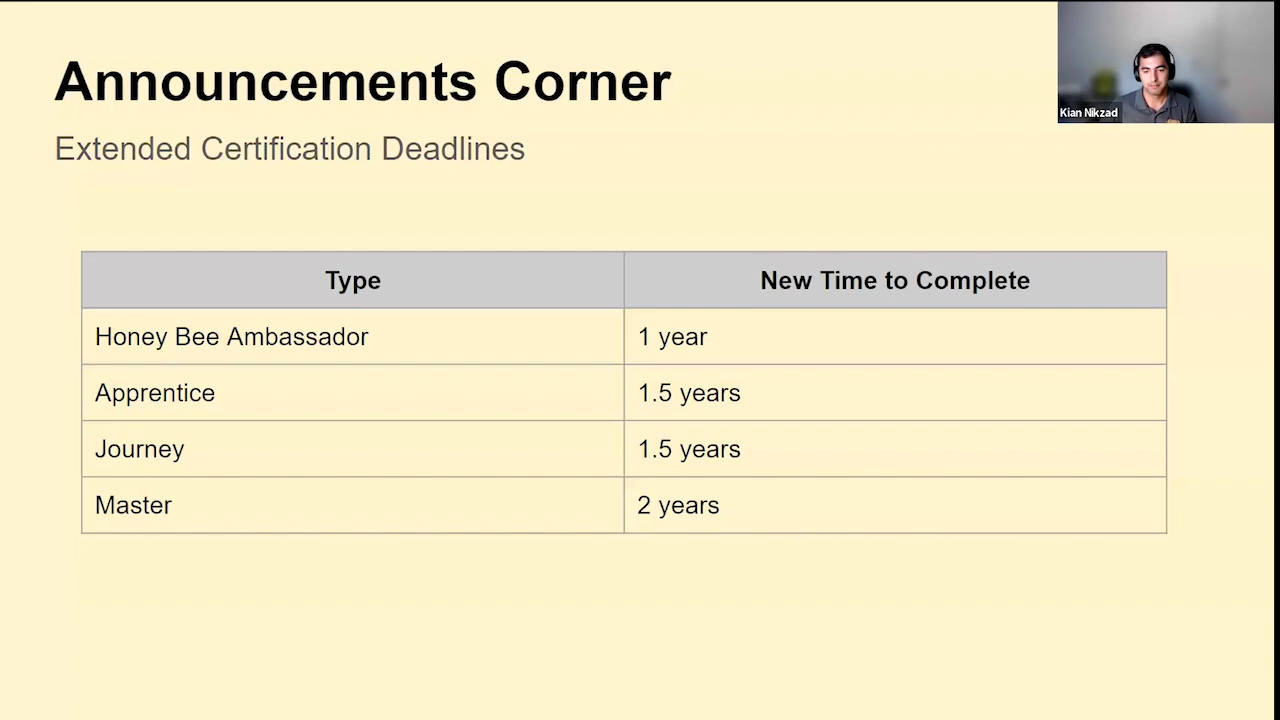 Announcements Corner
Kian Nikzad
Extended Certification Deadlines
Type New Time to Complete
Honey Bee Ambassador 1 year
Apprentice 1.5 years
Journey 1.5 years
Master 2 years